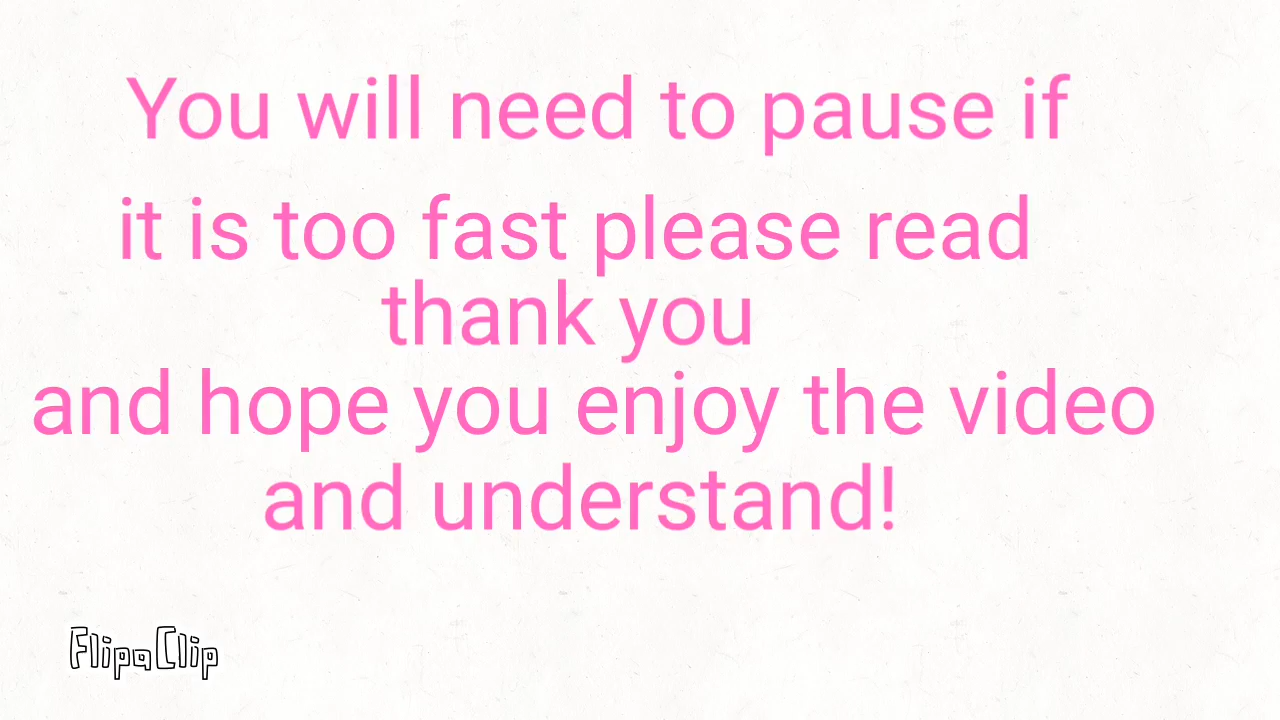 You will need to pause if
it is too fast please read
thank you
and hope you enjoy the video
and understand!
FlipaClip